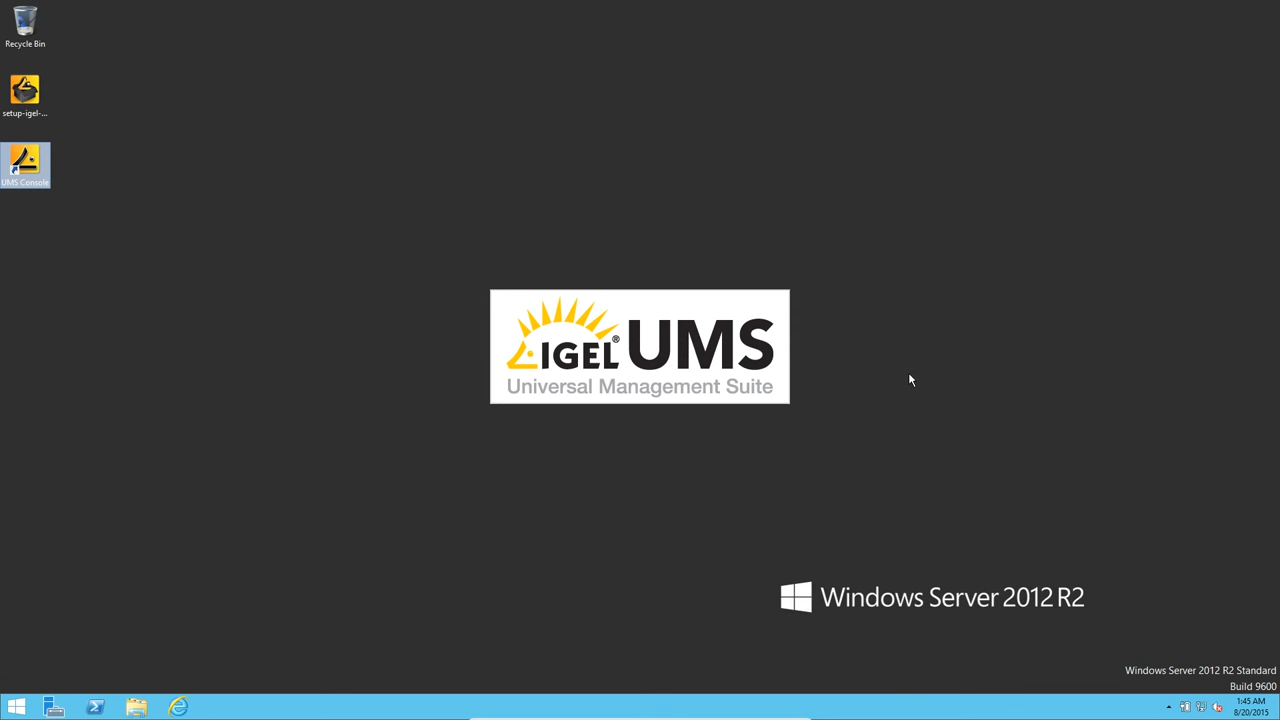 Recycle Bin
setup-igel-...
UMS Console
IGEL® UMS
Universal Management Suite
Windows Server 2012 R2
Windows Server 2012 R2 Standard
Build 9600
1:45 AM
8/20/2015